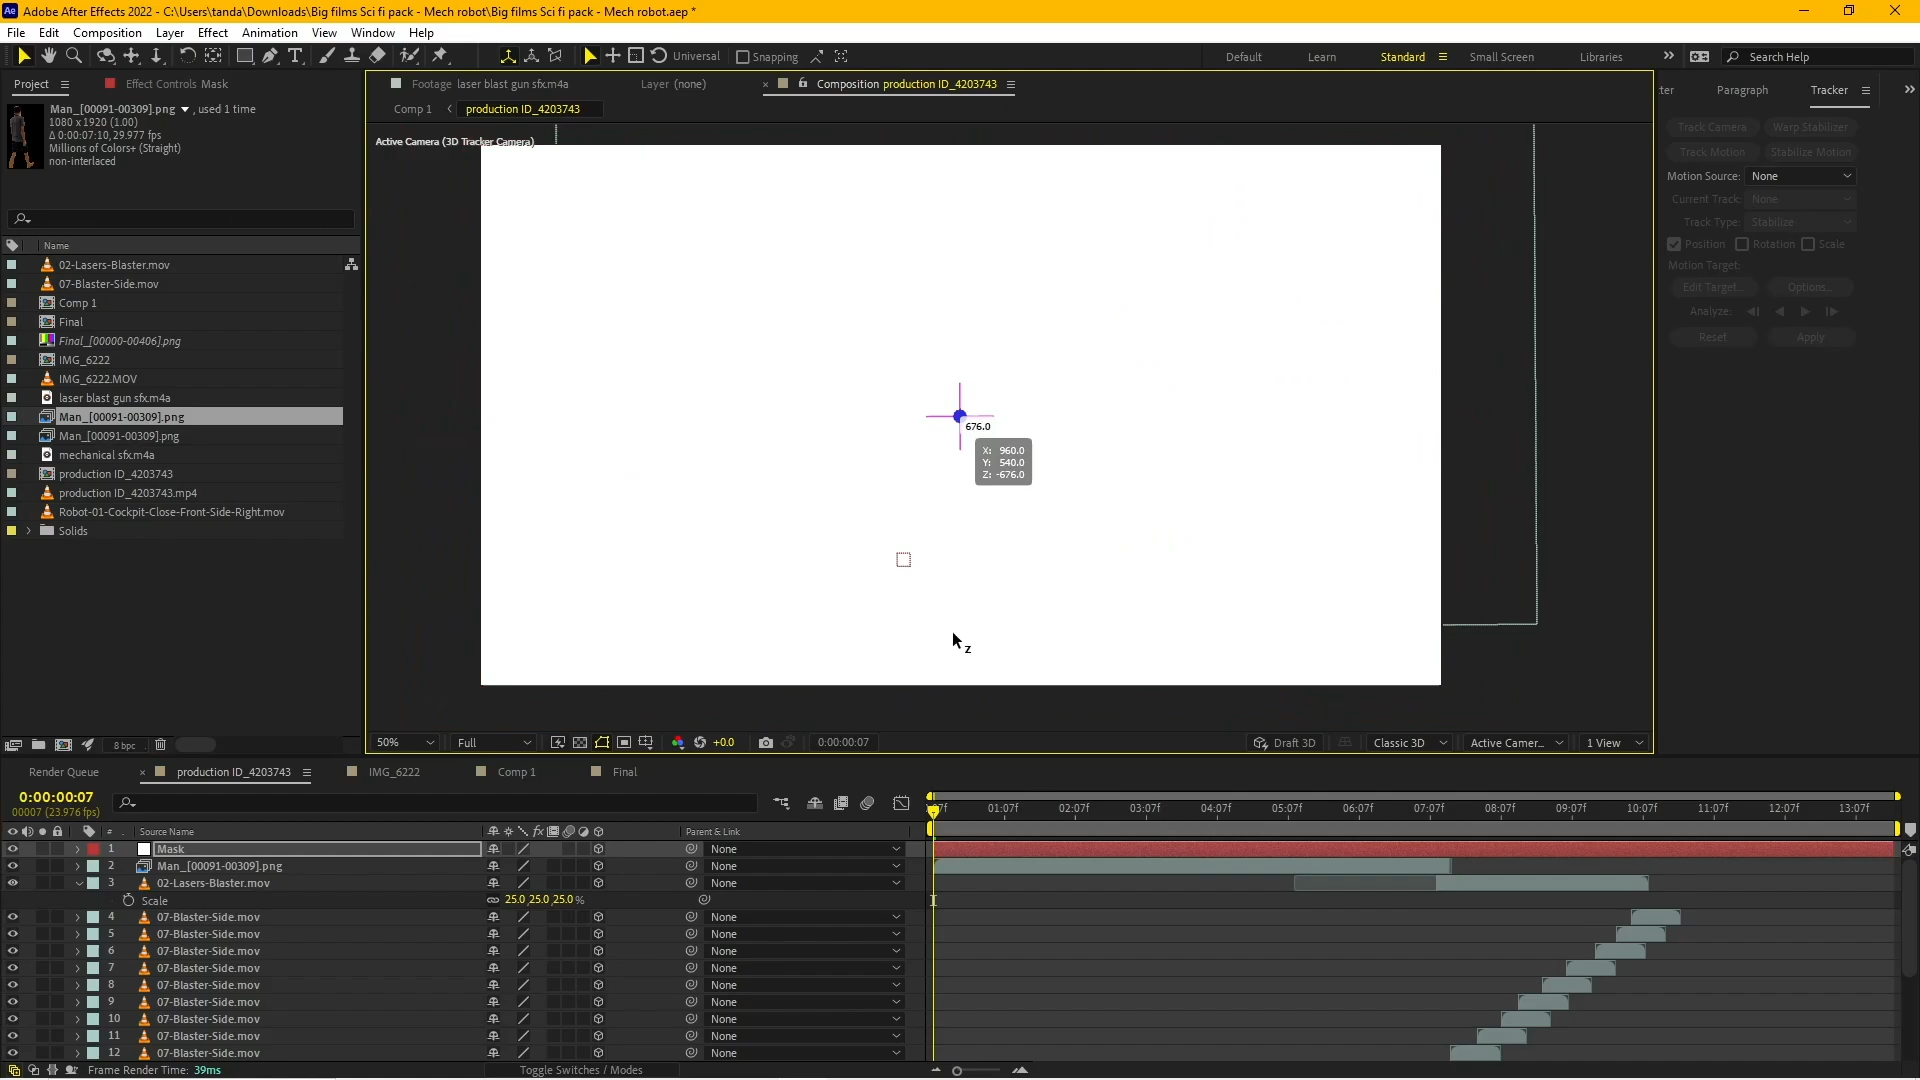 Adobe After Effects 2022 - C:\Users\tanda\Downloads\Big films Sci fi pack - Mech robot\Big films Sci fi pack - Mech robot.aep *
File Edit Composition Layer Effect Animation View Window Help
Universal Snapping Default Learn Standard Small Screen Libraries Search Help
Project Effect Controls Mask Footage laser blast gun sfx.m4a Layer (none) Composition production ID_4203743 Paragraph Tracker
Man_[00091-00309].png , used 1 time
1080 x 1920 (1.00)
Δ 0:00:07:10, 29.977 fps
Millions of Colors+ (Straight)
non-interlaced
Comp 1 production ID_4203743
Active Camera (3D Tracker Camera)
Track Camera Warp Stabilizer
Track Motion Stabilize Motion
Motion Source: None
Current Track: None
Track Type: Stabilize
Position Rotation Scale
Motion Target:
Edit Target... Options...
Analyze:
Reset Apply
Name
02-Lasers-Blaster.mov
07-Blaster-Side.mov
Comp 1
Final
Final_[00000-00406].png
IMG_6222
IMG_6222.MOV
laser blast gun sfx.m4a
Man_[00091-00309].png
Man_[00091-00309].png
mechanical sfx.m4a
production ID_4203743
production ID_4203743.mp4
Robot-01-Cockpit-Close-Front-Side-Right.mov
Solids
676.0
X: 960.0
Y: 540.0
Z: -676.0
z
8 bpc 50% Full +0.0 0:00:00:07 Draft 3D Classic 3D Active Camer... 1 View
Render Queue production ID_4203743 IMG_6222 Comp 1 Final
0:00:00:07
00007 (23.976 fps)
01:07f 02:07f 03:07f 04:07f 05:07f 06:07f 07:07f 08:07f 09:07f 10:07f 11:07f 12:07f 13:07f
# Source Name fx Parent & Link
1 Mask None
2 Man_[00091-00309].png None
3 02-Lasers-Blaster.mov None
Scale 25.0,25.0,25.0 %
4 07-Blaster-Side.mov None
5 07-Blaster-Side.mov None
6 07-Blaster-Side.mov None
7 07-Blaster-Side.mov None
8 07-Blaster-Side.mov None
9 07-Blaster-Side.mov None
10 07-Blaster-Side.mov None
11 07-Blaster-Side.mov None
12 07-Blaster-Side.mov None
Frame Render Time: 39ms Toggle Switches / Modes